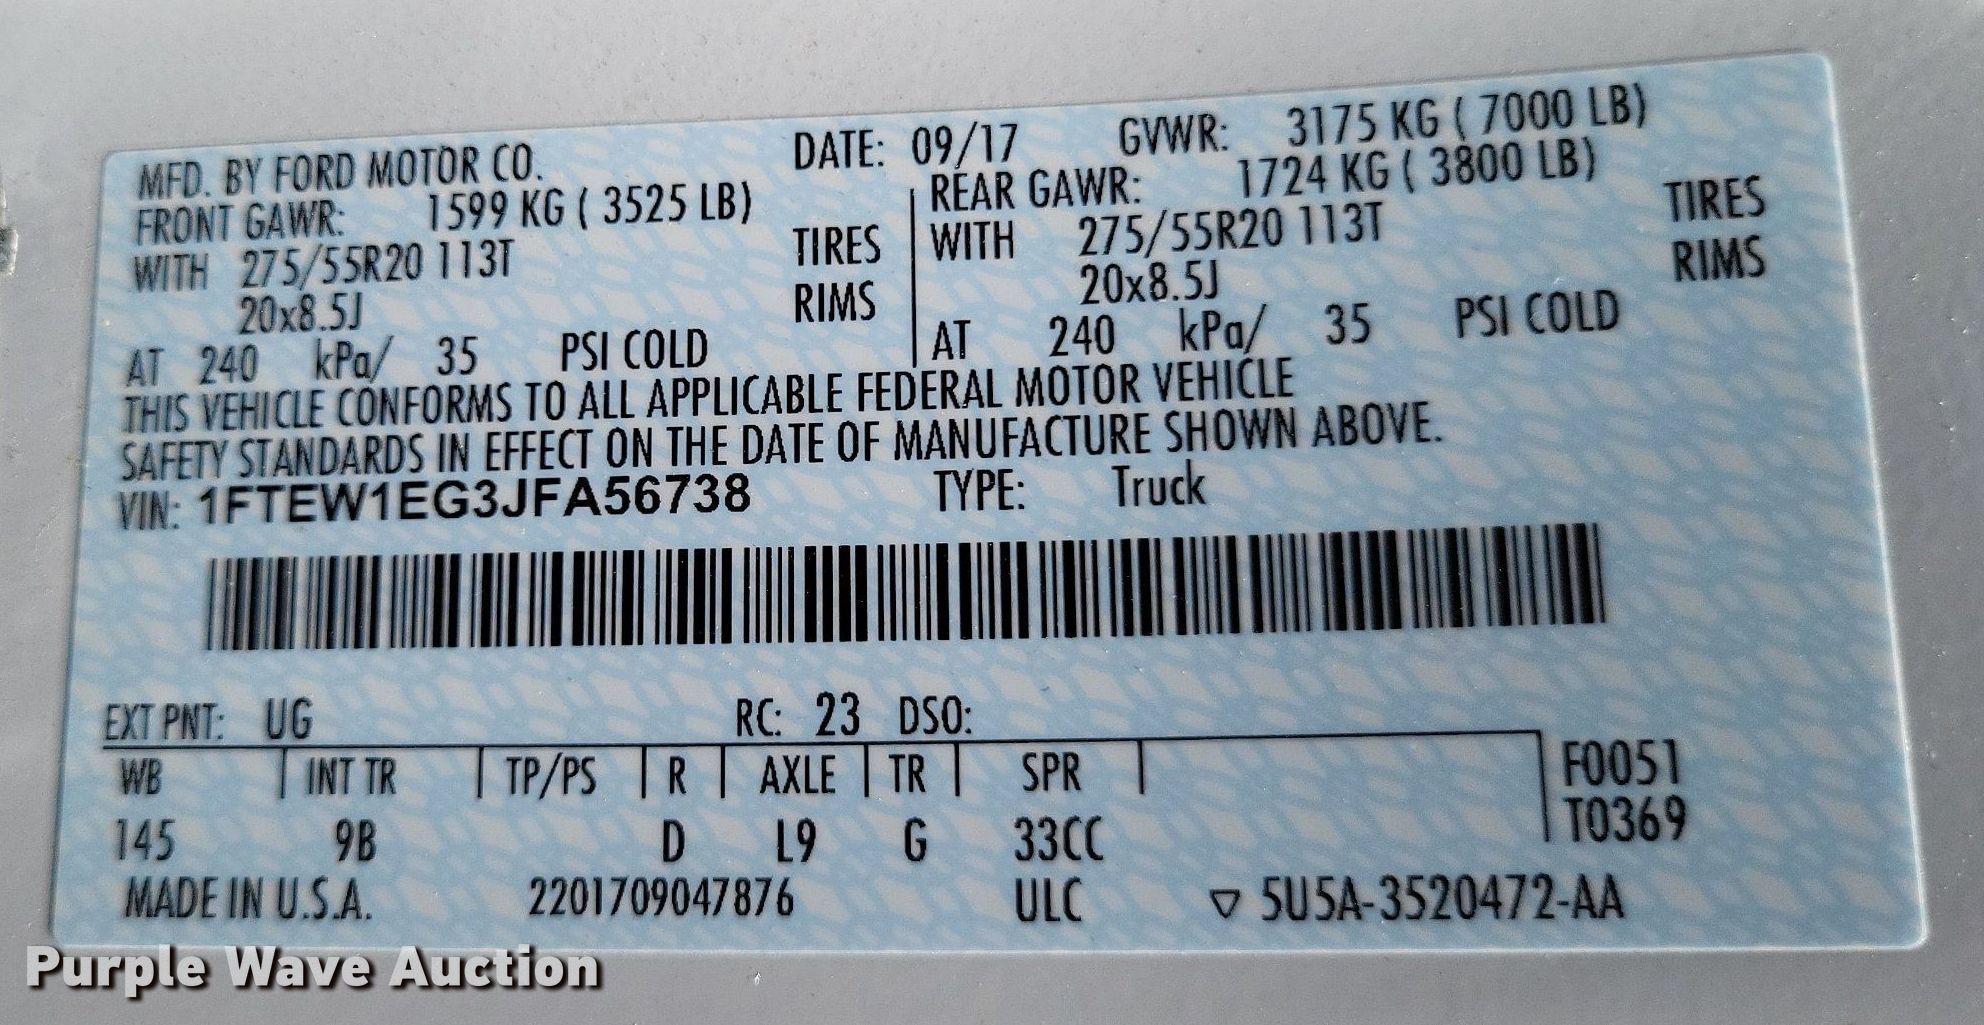 MFD. BY FORD MOTOR CO. DATE: 09/17 GVWR: 3175 KG ( 7000 LB)
FRONT GAWR: 1599 KG ( 3525 LB) REAR GAWR: 1724 KG ( 3800 LB)
WITH 275/55R20 113T TIRES WITH 275/55R20 113T TIRES
20x8.5J RIMS 20x8.5J RIMS
AT 240 kPa/ 35 PSI COLD AT 240 kPa/ 35 PSI COLD
THIS VEHICLE CONFORMS TO ALL APPLICABLE FEDERAL MOTOR VEHICLE
SAFETY STANDARDS IN EFFECT ON THE DATE OF MANUFACTURE SHOWN ABOVE.
VIN: 1FTEW1EG3JFA56738 TYPE: Truck
EXT PNT: UG RC: 23 DSO:
WB INT TR TP/PS R AXLE TR SPR F0051
T0369
145 9B D L9 G 33CC
MADE IN U.S.A. 2201709047876 ULC ▽ 5U5A-3520472-AA
Purple Wave Auction